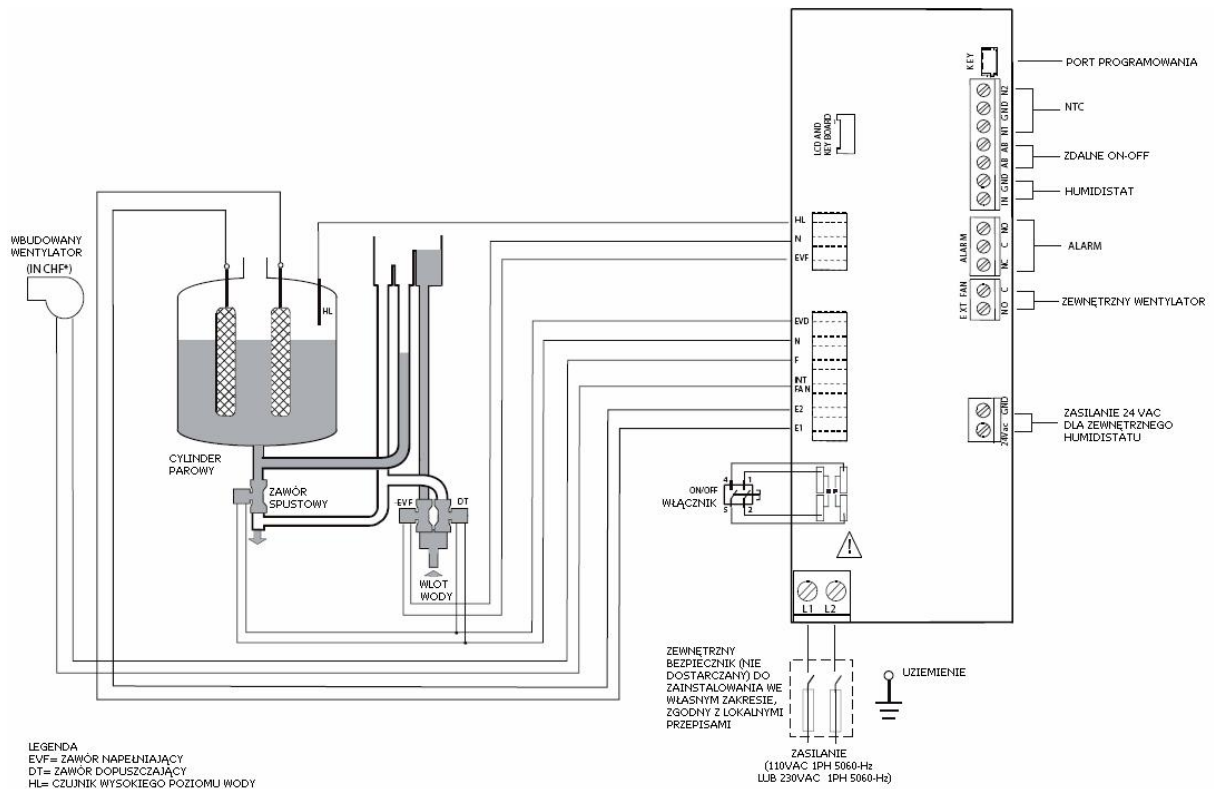 KEY
PORT PROGRAMOWANIA
N2
GND
N1
NTC
LCD AND
KEY BOARD
AB
AB
ZDALNE ON-OFF
GND
IN
HUMIDISTAT
WBUDOWANY
WENTYLATOR
(IN CHF*)
HL
N
EVF
ALARM
NO
C
NC
ALARM
EXT FAN
C
NO
ZEWNĘTRZNY WENTYLATOR
HL
EVD
N
F
INT
FAN
E2
E1
GND
24Vac
ZASILANIE 24 VAC
DLA ZEWNĘTRZNEGO
HUMIDISTATU
CYLINDER
PAROWY
ZAWÓR
SPUSTOWY
EVF
DT
WLOT
WODY
ON/OFF
WŁĄCZNIK
4
1
5
2
L1
L2
ZEWNĘTRZNY
BEZPIECZNIK (NIE
DOSTARCZANY) DO
ZAINSTALOWANIA WE
WŁASNYM ZAKRESIE,
ZGODNY Z LOKALNYMI
PRZEPISAMI
UZIEMIENIE
ZASILANIE
(110VAC 1PH 5060-Hz
LUB 230VAC 1PH 5060-Hz)
LEGENDA
EVF= ZAWÓR NAPEŁNIAJĄCY
DT= ZAWÓR DOPUSZCZAJĄCY
HL= CZUJNIK WYSOKIEGO POZIOMU WODY